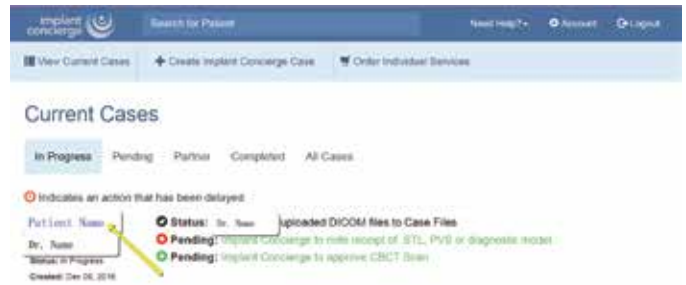 implant
concierge
Search for Patient Need Help? Account Logout
View Current Cases + Create Implant Concierge Case Order Individual Services
Current Cases
In Progress Pending Partner Completed All Cases
Indicates an action that has been delayed
Patient Name Status: Dr. Name uploaded DICOM files to Case Files
Dr. Name Pending: Implant Concierge to note receipt of STL, PVS or diagnostic model
Status: In Progress Pending: Implant Concierge to approve CBCT Scan
Created: Dec 06, 2016